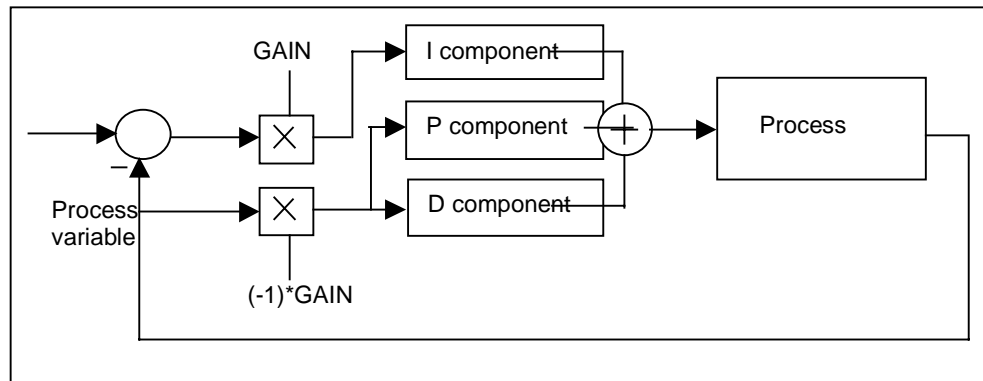 GAIN
I component
P component
Process
D component
Process
variable
(-1)*GAIN